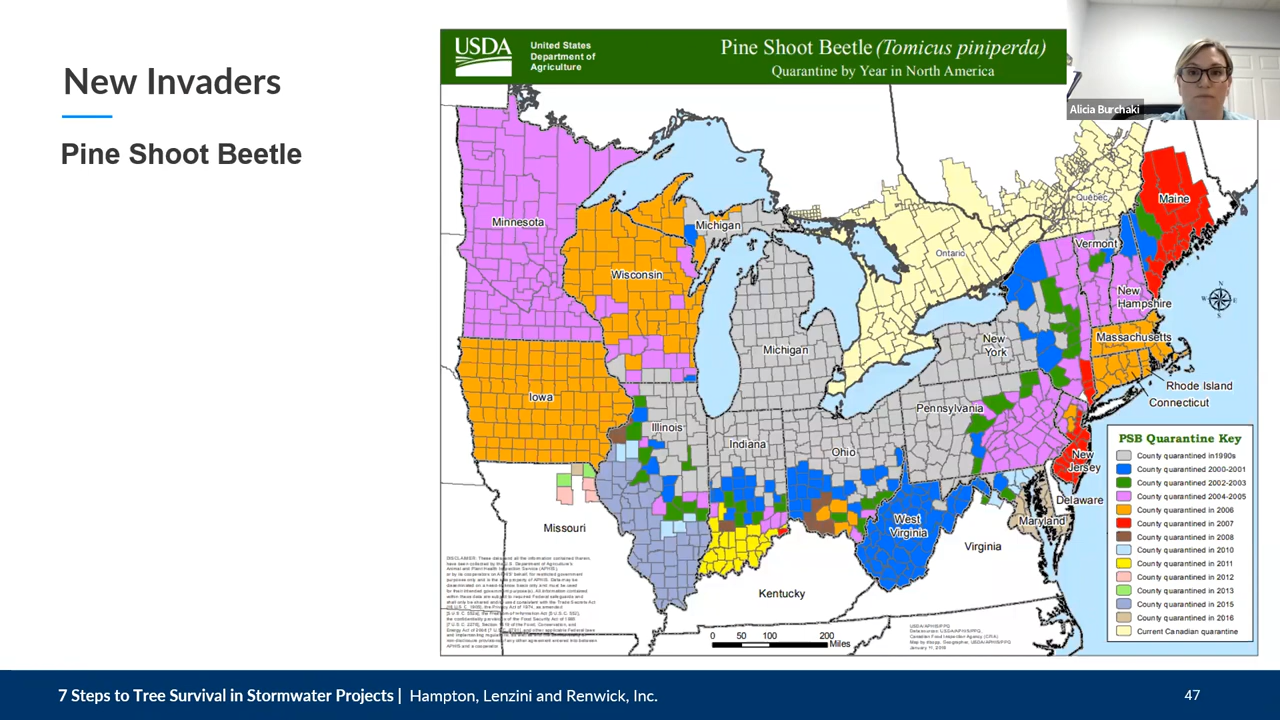 New Invaders
Pine Shoot Beetle
USDA
United States
Department of
Agriculture
Pine Shoot Beetle (Tomicus piniperda)
Quarantine by Year in North America
Alicia Burchaki
Minnesota
Wisconsin
Michigan
Michigan
Iowa
Illinois
Indiana
Ohio
Missouri
Kentucky
West
Virginia
Virginia
Pennsylvania
New
York
Ontario
Québec
Vermont
Maine
New
Hampshire
Massachusetts
Rhode Island
Connecticut
New
Jersey
Delaware
Maryland
N
W
E
S
PSB Quarantine Key
County quarantined in1990s
County quarantined 2000-2001
County quarantined 2002-2003
County quarantined 2004-2005
County quarantined in 2006
County quarantined in 2007
County quarantined in 2008
County quarantined in 2010
County quarantined in 2011
County quarantined in 2012
County quarantined in 2013
County quarantined in 2015
County quarantined in 2016
Current Canadian quarantine
0 50 100 200
Miles
7 Steps to Tree Survival in Stormwater Projects | Hampton, Lenzini and Renwick, Inc.
47